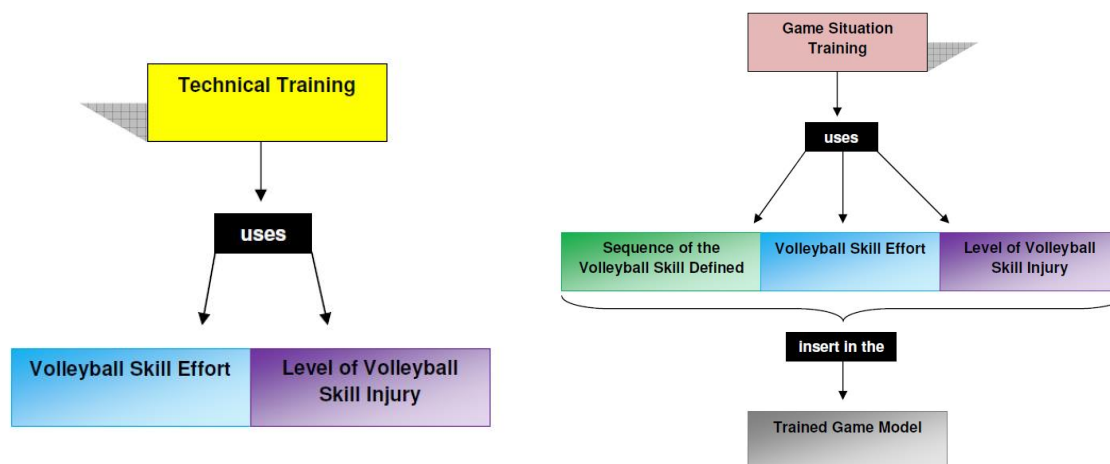 Technical Training
uses
Volleyball Skill Effort
Level of Volleyball
Skill Injury
Game Situation
Training
uses
Sequence of the
Volleyball Skill Defined
Volleyball Skill Effort
Level of Volleyball
Skill Injury
insert in the
Trained Game Model